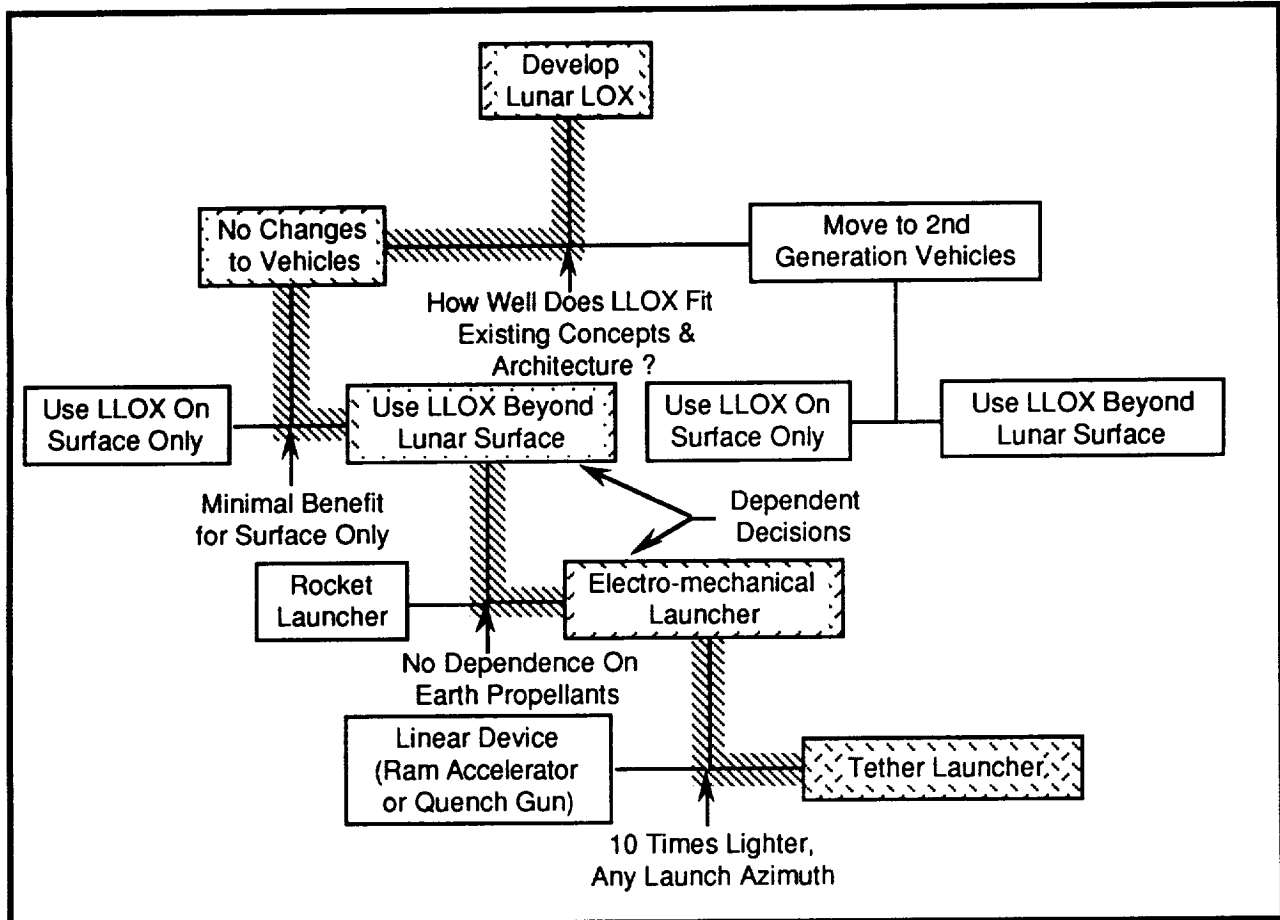 Develop
Lunar LOX
No Changes
to Vehicles
Move to 2nd
Generation Vehicles
How Well Does LLOX Fit
Existing Concepts &
Architecture ?
Use LLOX On
Surface Only
Use LLOX Beyond
Lunar Surface
Use LLOX On
Surface Only
Use LLOX Beyond
Lunar Surface
Minimal Benefit
for Surface Only
Dependent
Decisions
Rocket
Launcher
Electro-mechanical
Launcher
No Dependence On
Earth Propellants
Linear Device
(Ram Accelerator
or Quench Gun)
Tether Launcher
10 Times Lighter,
Any Launch Azimuth